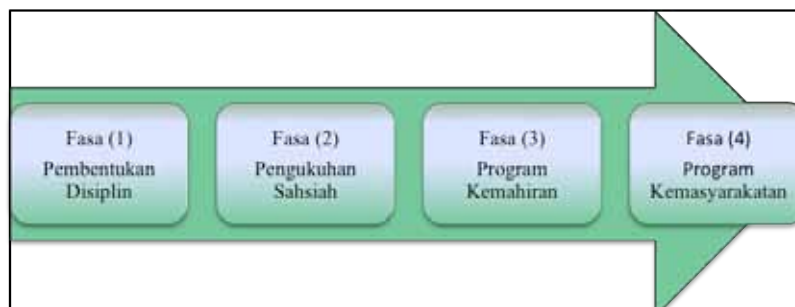 Fasa (1)
Pembentukan
Disiplin
Fasa (2)
Pengukuhan
Sahsiah
Fasa (3)
Program
Kemahiran
Fasa (4)
Program
Kemasyarakatan